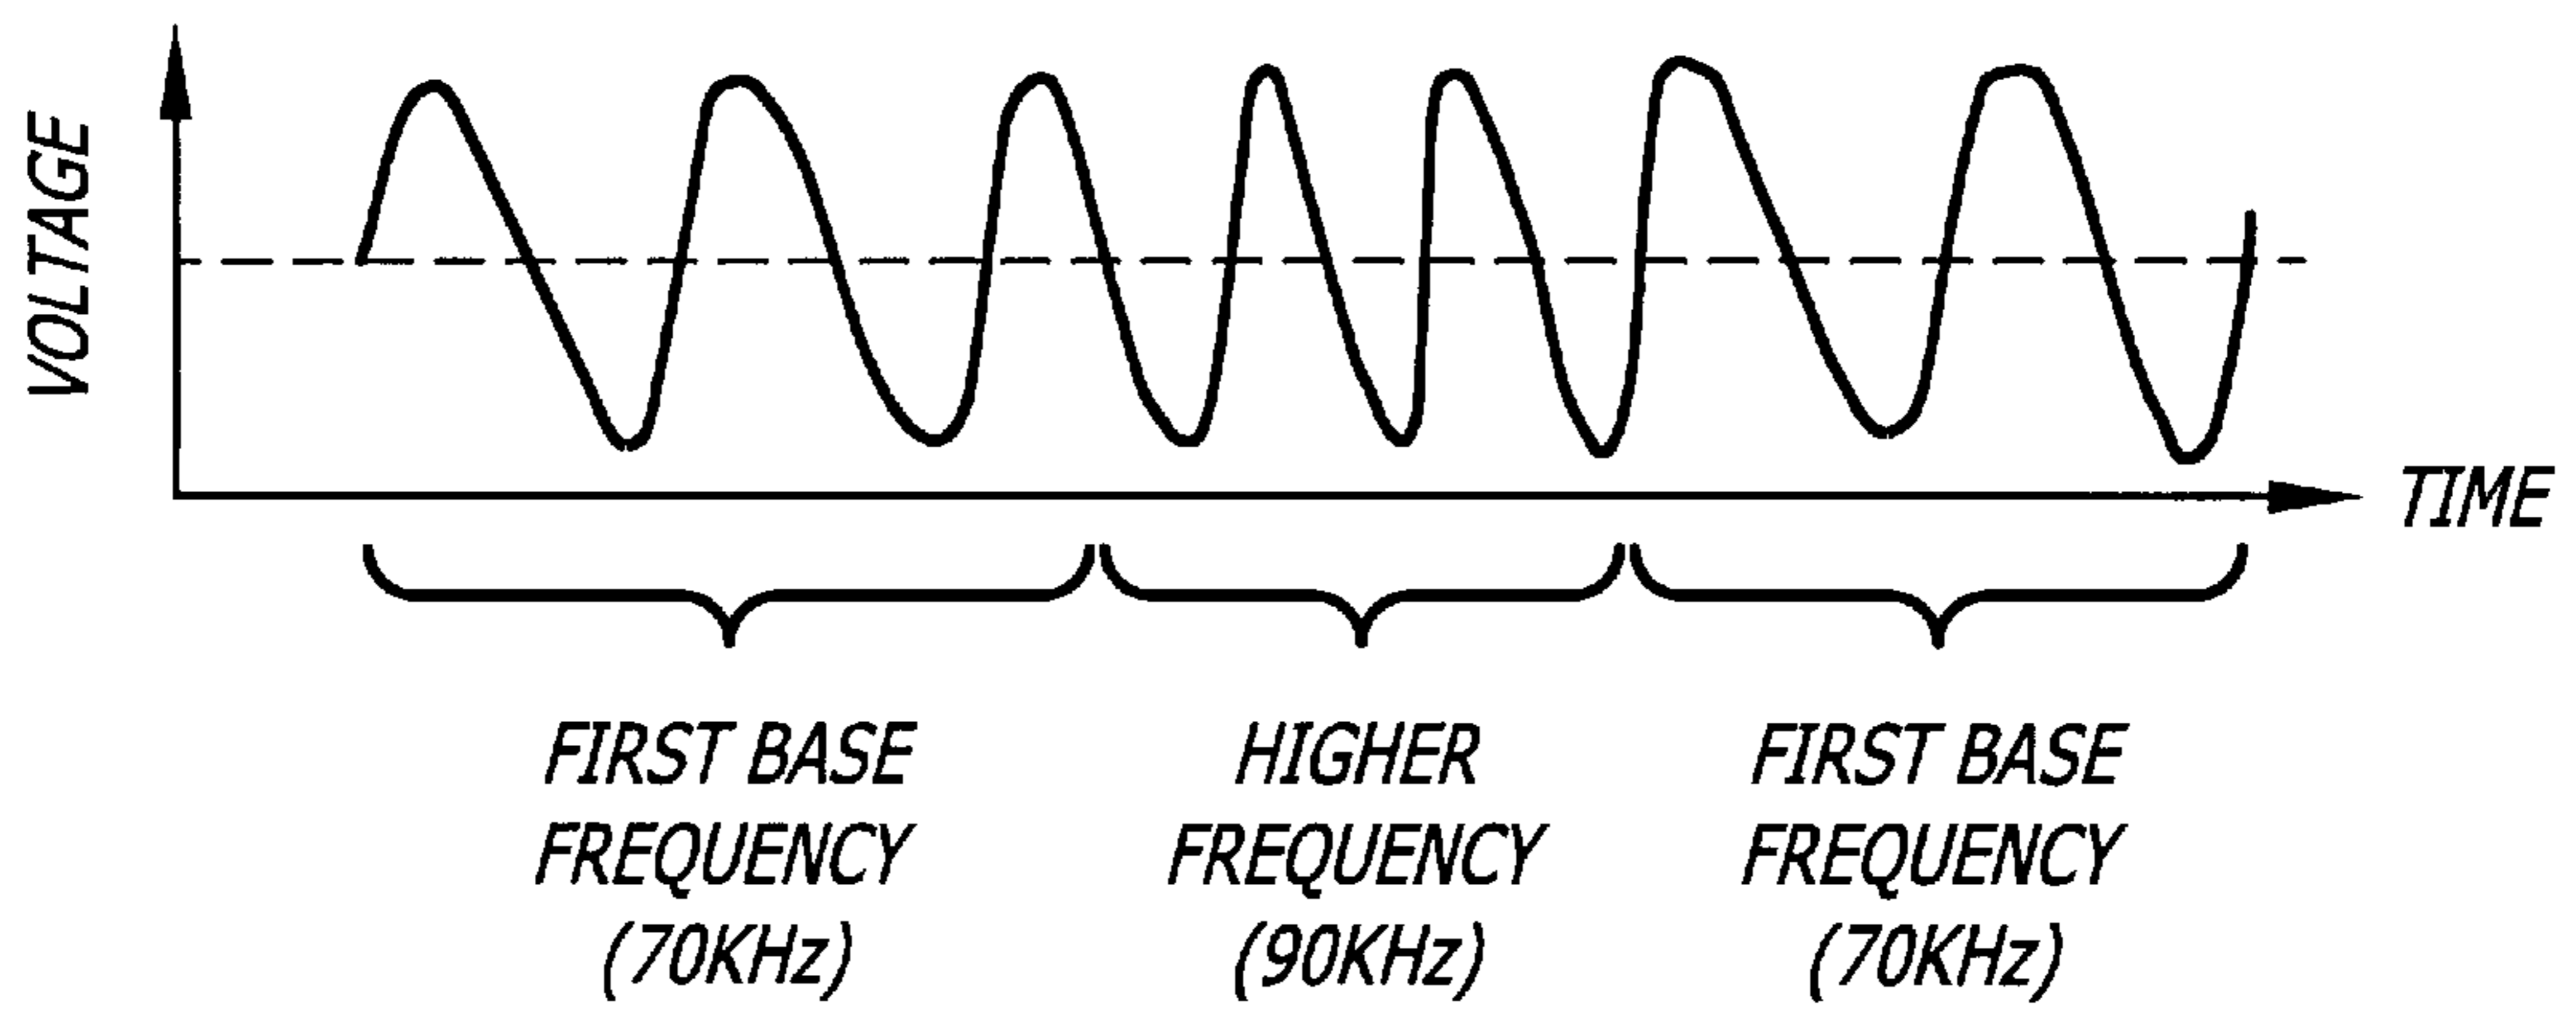 VOLTAGE
TIME
FIRST BASE
FREQUENCY
(70KHz)
HIGHER
FREQUENCY
(90KHz)
FIRST BASE
FREQUENCY
(70KHz)